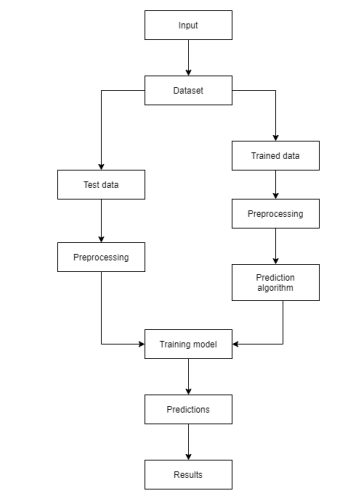 Input
Dataset
Trained data
Test data
Preprocessing
Preprocessing
Prediction
algorithm
Training model
Predictions
Results